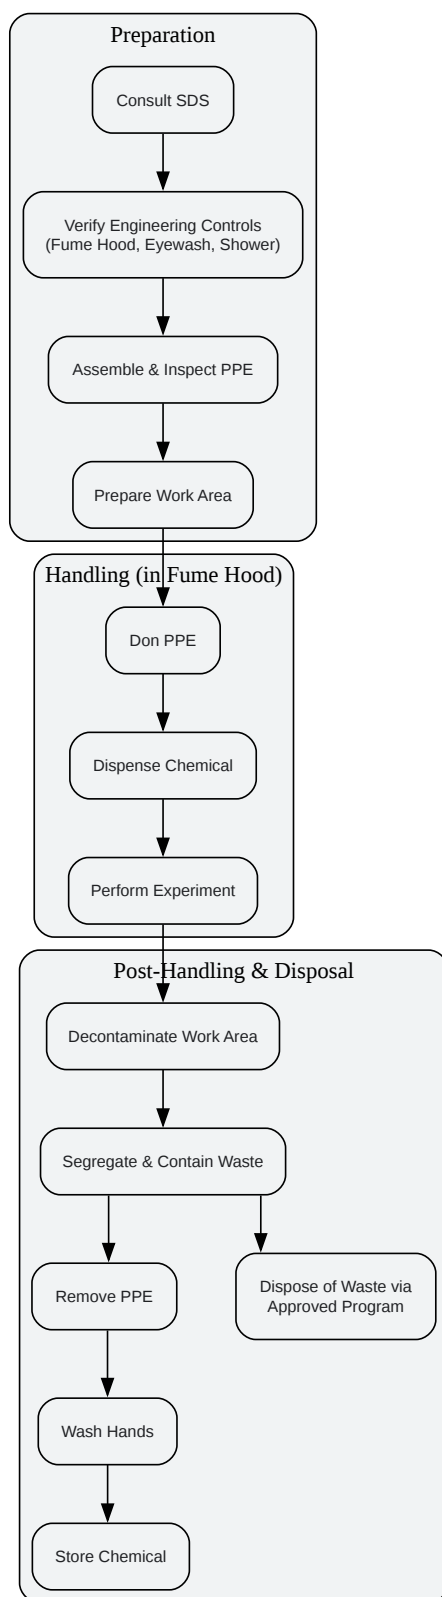 Preparation
Consult SDS
Verify Engineering Controls
(Fume Hood, Eyewash, Shower)
Assemble & Inspect PPE
Prepare Work Area
Handling (in Fume Hood)
Don PPE
Dispense Chemical
Perform Experiment
Post-Handling & Disposal
Decontaminate Work Area
Segregate & Contain Waste
Remove PPE
Dispose of Waste via
Approved Program
Wash Hands
Store Chemical